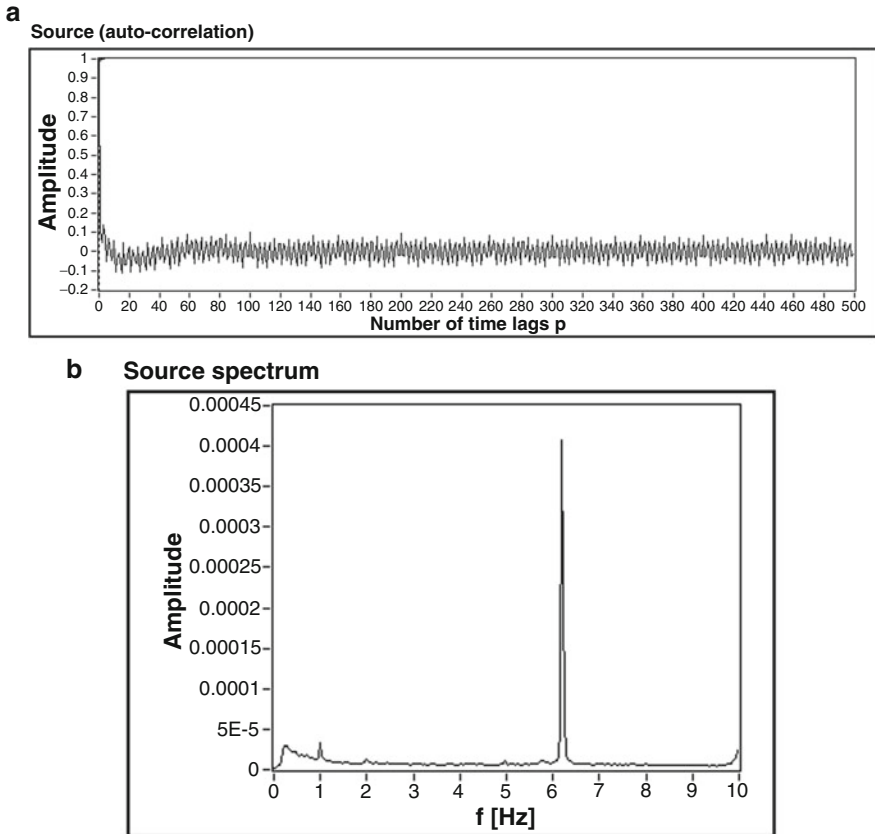 a
Source (auto-correlation)
1
0.9
0.8
0.7
0.6
0.5
0.4
0.3
0.2
0.1
0
−0.1
−0.2
Amplitude
0 20 40 60 80 100 120 140 160 180 200 220 240 260 280 300 320 340 360 380 400 420 440 460 480 500
Number of time lags p
b Source spectrum
0.00045
0.0004
0.00035
0.0003
0.00025
0.0002
0.00015
0.0001
5E-5
0
Amplitude
0 1 2 3 4 5 6 7 8 9 10
f [Hz]